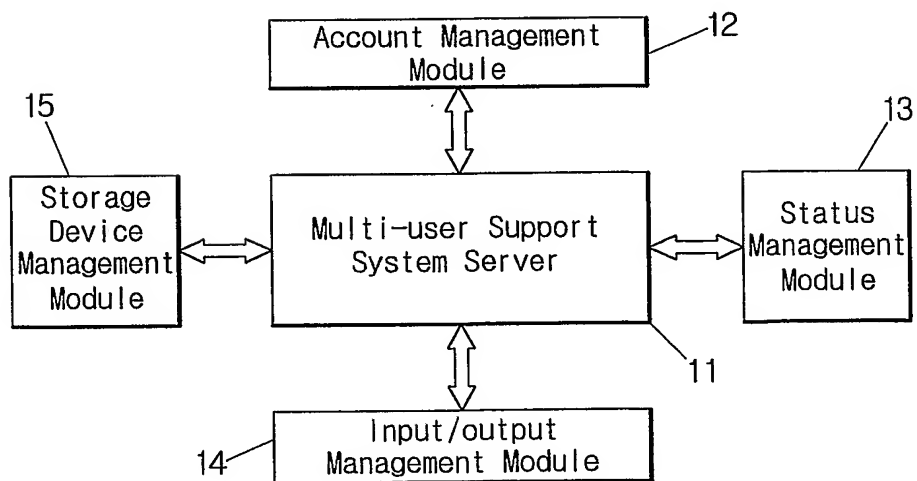 Account Management
Module
12
15
13
Storage
Device
Management
Module
Multi-user Support
System Server
Status
Management
Module
11
Input/output
Management Module
14